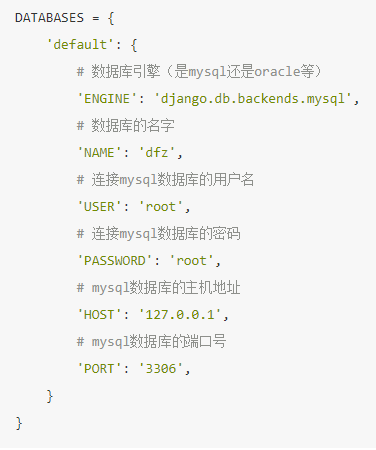 DATABASES = {
    'default': {
        # 数据库引擎（是mysql还是oracle等）
        'ENGINE': 'django.db.backends.mysql',
        # 数据库的名字
        'NAME': 'dfz',
        # 连接mysql数据库的用户名
        'USER': 'root',
        # 连接mysql数据库的密码
        'PASSWORD': 'root',
        # mysql数据库的主机地址
        'HOST': '127.0.0.1',
        # mysql数据库的端口号
        'PORT': '3306',
    }
}